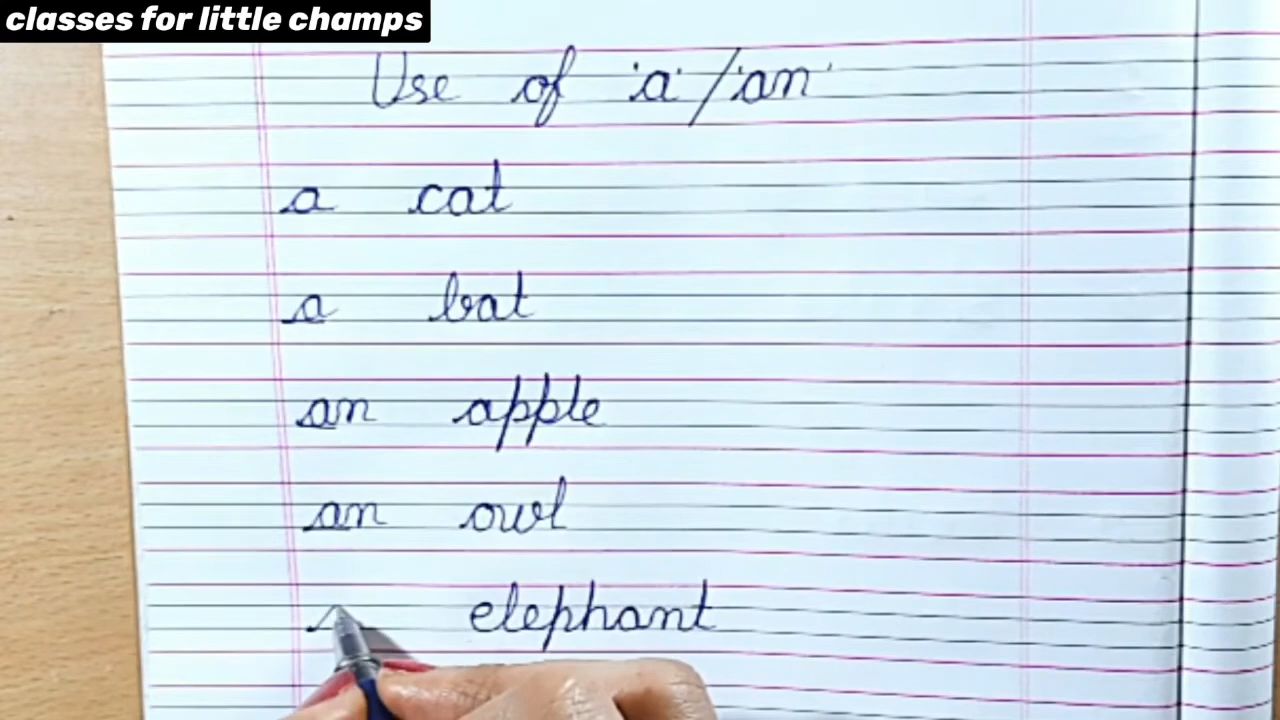 classes for little champs
Use of 'a'/'an'
a cat
a bat
an apple
an owl
elephant